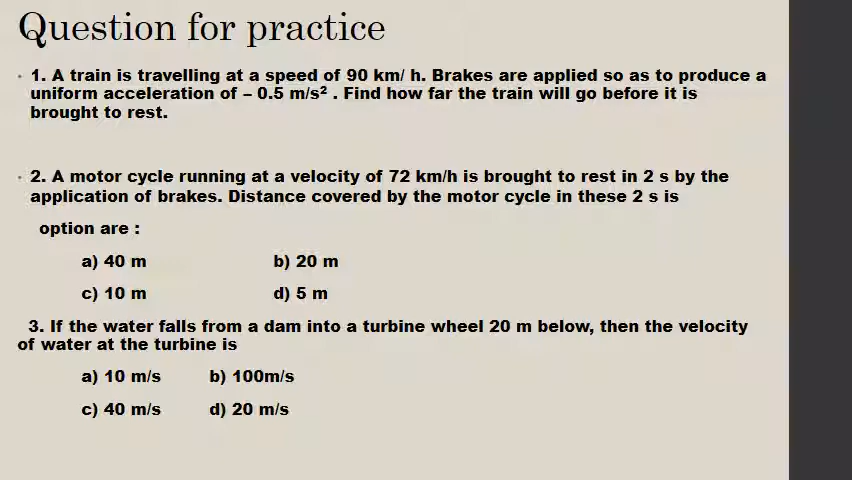 Question for practice
• 1. A train is travelling at a speed of 90 km/ h. Brakes are applied so as to produce a
uniform acceleration of – 0.5 m/s² . Find how far the train will go before it is
brought to rest.
• 2. A motor cycle running at a velocity of 72 km/h is brought to rest in 2 s by the
application of brakes. Distance covered by the motor cycle in these 2 s is
option are :
a) 40 m b) 20 m
c) 10 m d) 5 m
3. If the water falls from a dam into a turbine wheel 20 m below, then the velocity
of water at the turbine is
a) 10 m/s b) 100m/s
c) 40 m/s d) 20 m/s